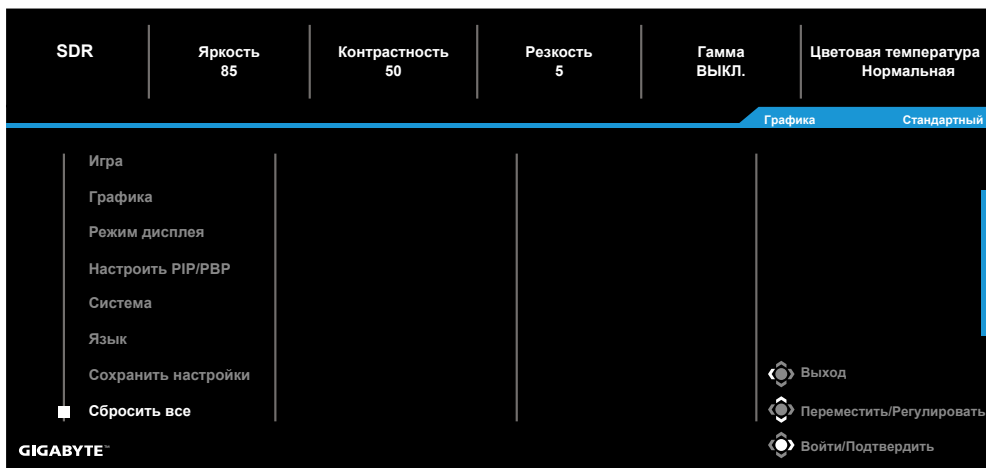 SDR Яркость Контрастность Резкость Гамма Цветовая температура
85 50 5 ВЫКЛ. Нормальная
Графика Стандартный
Игра
Графика
Режим дисплея
Настроить PIP/PBP
Система
Язык
Сохранить настройки
Сбросить все
Выход
Переместить/Регулировать
Войти/Подтвердить
GIGABYTE™